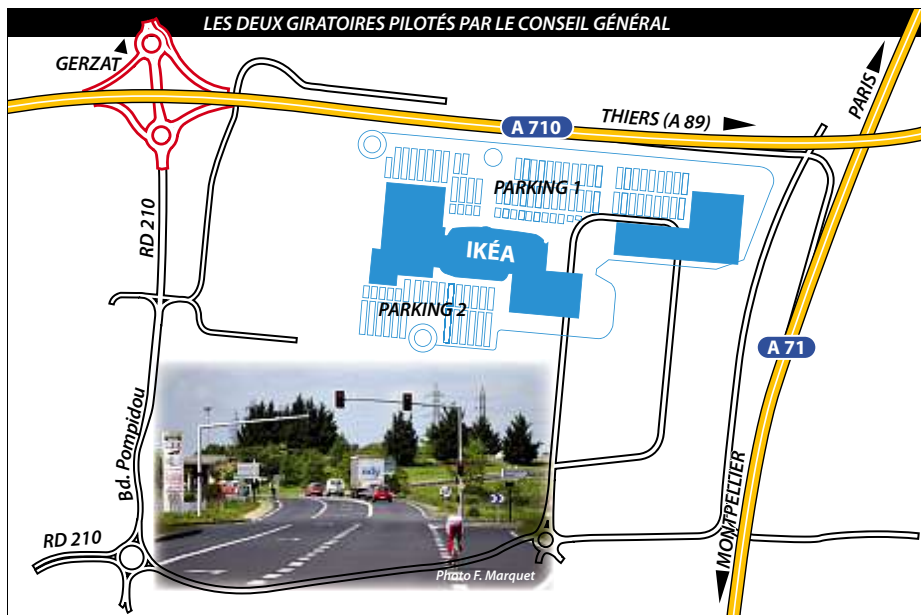 LES DEUX GIRATOIRES PILOTÉS PAR LE CONSEIL GÉNÉRAL
GERZAT
PARIS
THIERS (A 89)
A 710
PARKING 1
RD 210
IKÉA
PARKING 2
A 71
Bd. Pompidou
MONTPELLIER
RD 210
Photo F. Marquet